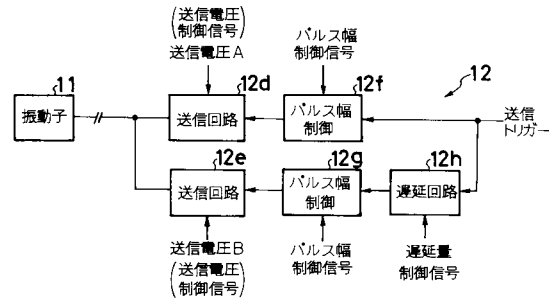 (送信電圧
制御信号)
送信電圧A
パルス幅
制御信号
11
12d
12f
12
振動子
送信回路
パルス幅
制御
送信
トリガー
12e
12g
12h
送信回路
パルス幅
制御
遅延回路
送信電圧B
(送信電圧
制御信号)
パルス幅
制御信号
遅延量
制御信号